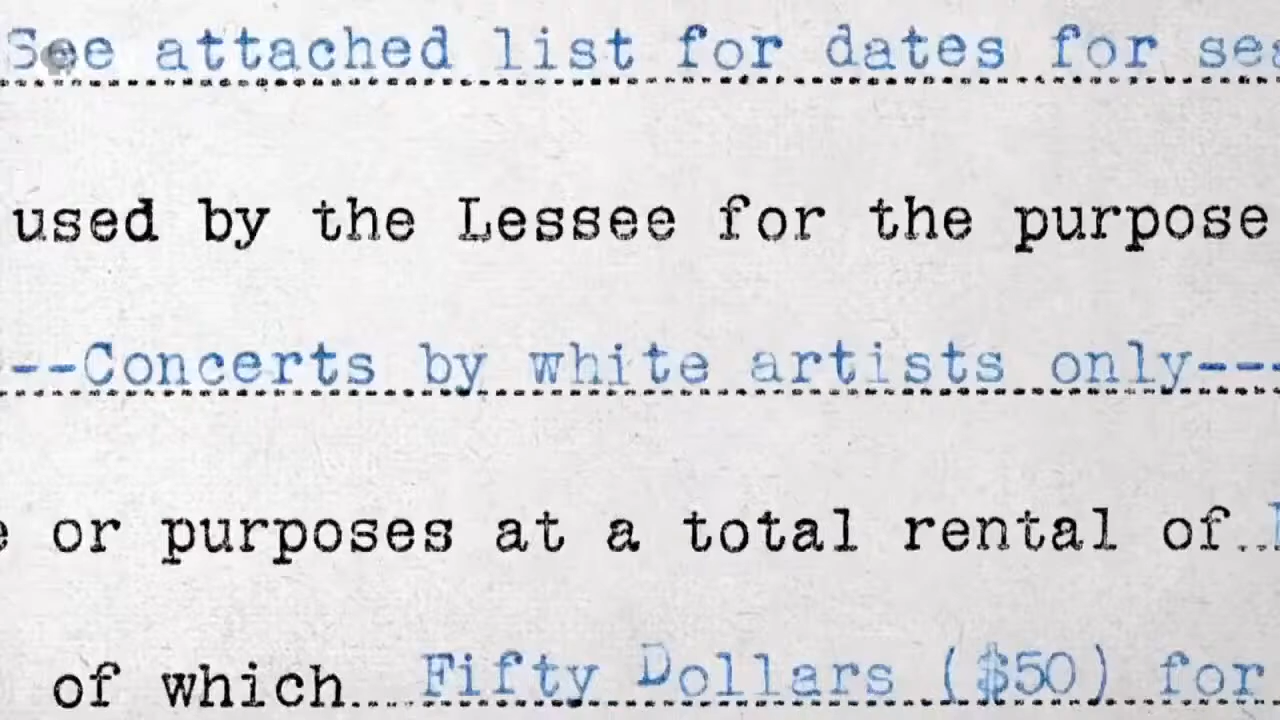 See attached list for dates for sea
used by the Lessee for the purpose
--Concerts by white artists only---
or purposes at a total rental of..
of which....Fifty Dollars ($50) for